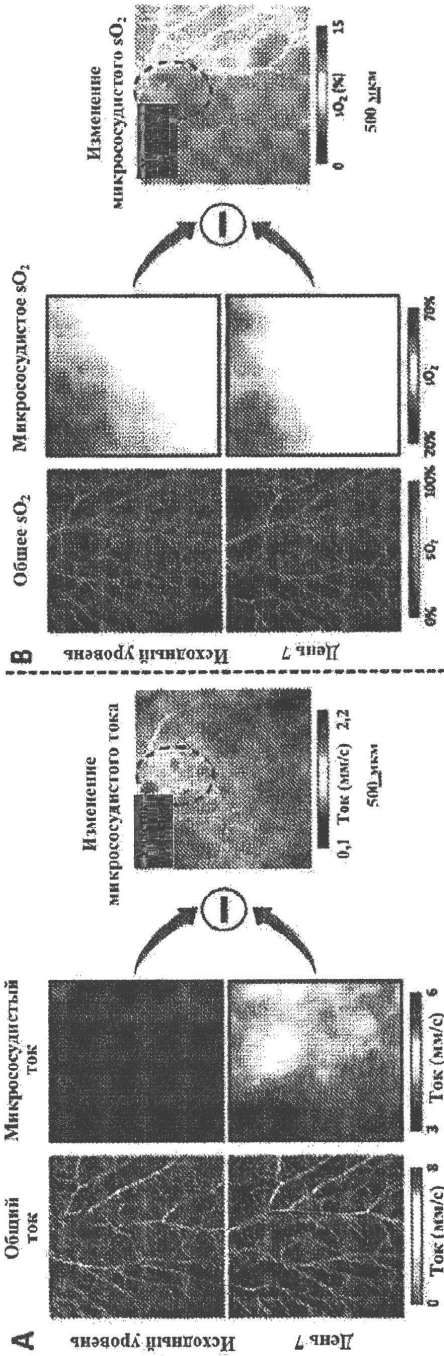 A
Общий
ток
Микрососудистый
ток
Исходный уровень
День 7
0 Ток (мм/с) 8
3 Ток (мм/с) 6
Изменение
микрососудистого тока
-0,1 Ток (мм/с) 2,2
500 мкм
B
Общее sO₂
Микрососудистое sO₂
Исходный уровень
День 7
0% sO₂ 100%
20% sO₂ 70%
Изменение
микрососудистого sO₂
0 sO₂ (%) 15
500 мкм